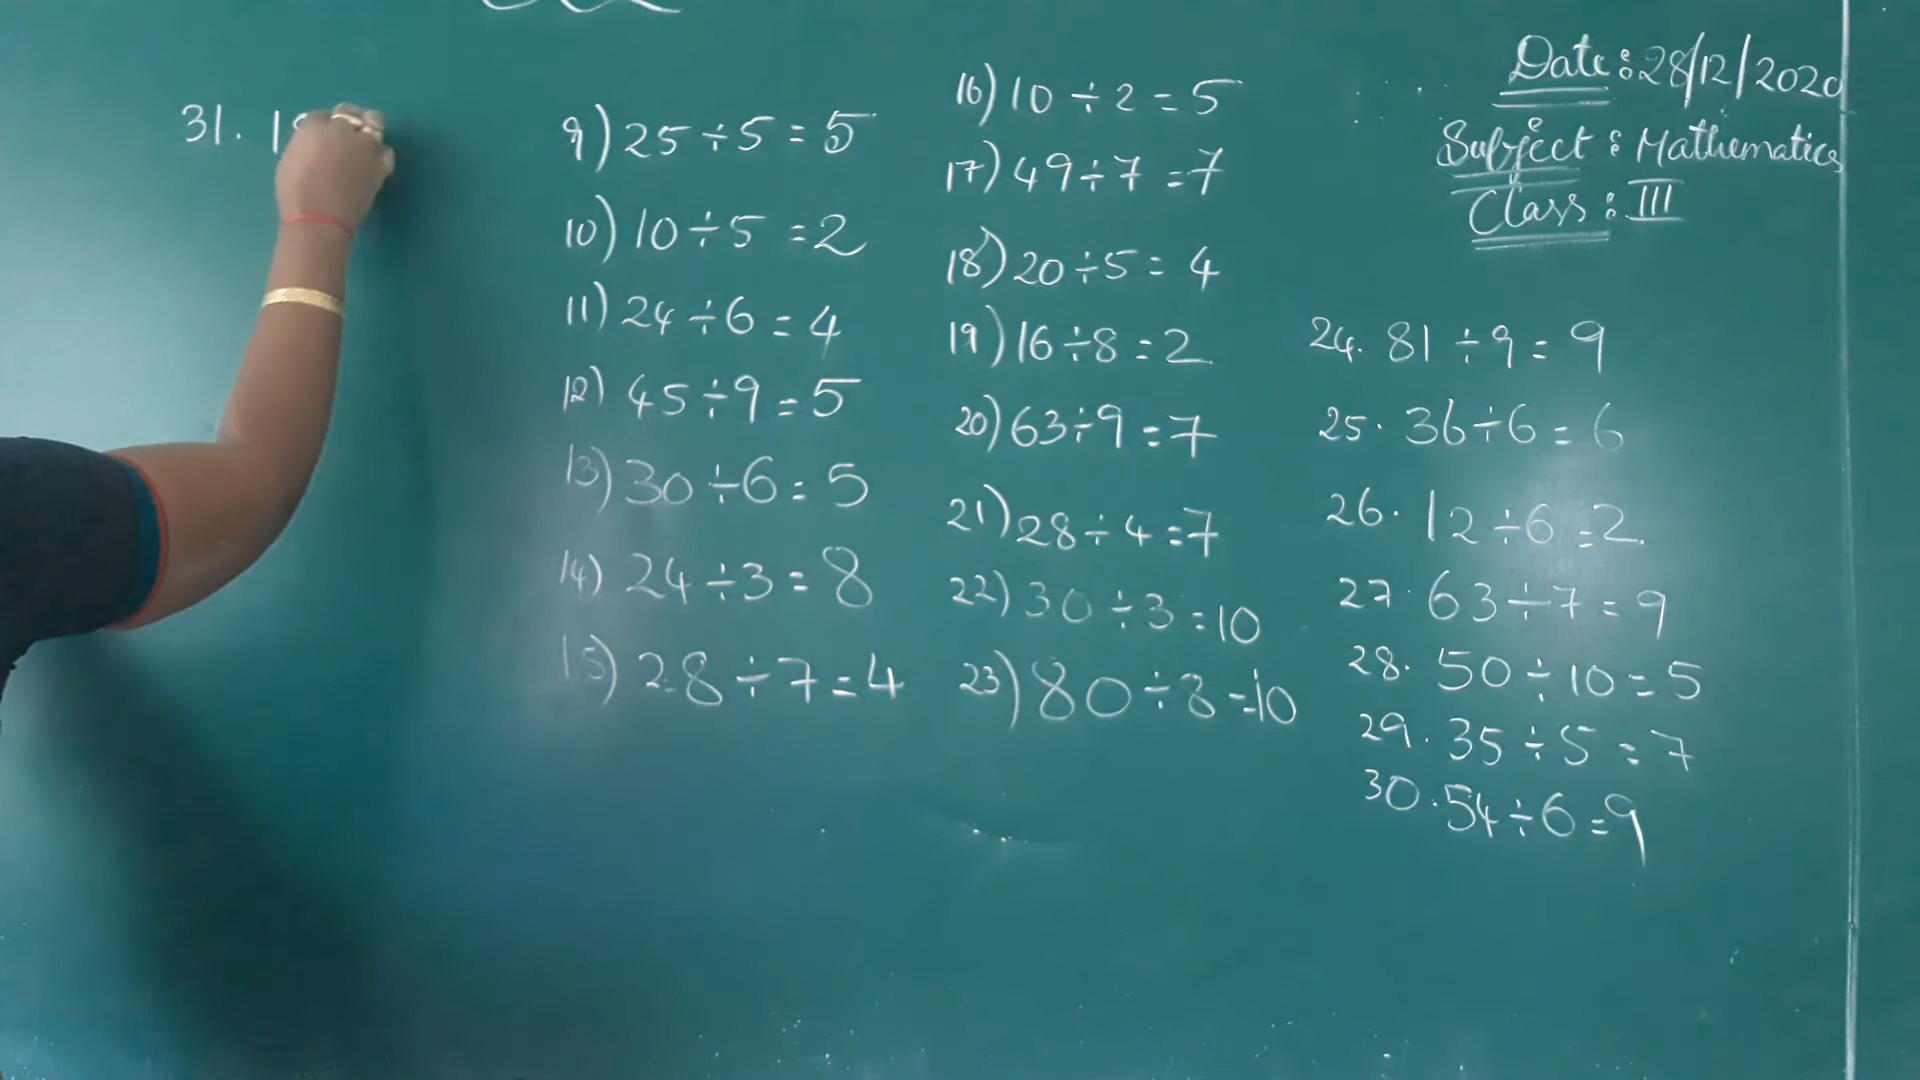 31. 1
9) 25 ÷ 5 = 5
10) 10 ÷ 5 = 2
11) 24 ÷ 6 = 4
12) 45 ÷ 9 = 5
13) 30 ÷ 6 = 5
14) 24 ÷ 3 = 8
15) 28 ÷ 7 = 4
16) 10 ÷ 2 = 5
17) 49 ÷ 7 = 7
18) 20 ÷ 5 = 4
19) 16 ÷ 8 = 2
20) 63 ÷ 9 = 7
21) 28 ÷ 4 = 7
22) 30 ÷ 3 = 10
23) 80 ÷ 8 = 10
Date : 28/12/2020
Subject : Mathematics
Class : III
24. 81 ÷ 9 = 9
25. 36 ÷ 6 = 6
26. 12 ÷ 6 = 2
27. 63 ÷ 7 = 9
28. 50 ÷ 10 = 5
29. 35 ÷ 5 = 7
30. 54 ÷ 6 = 9